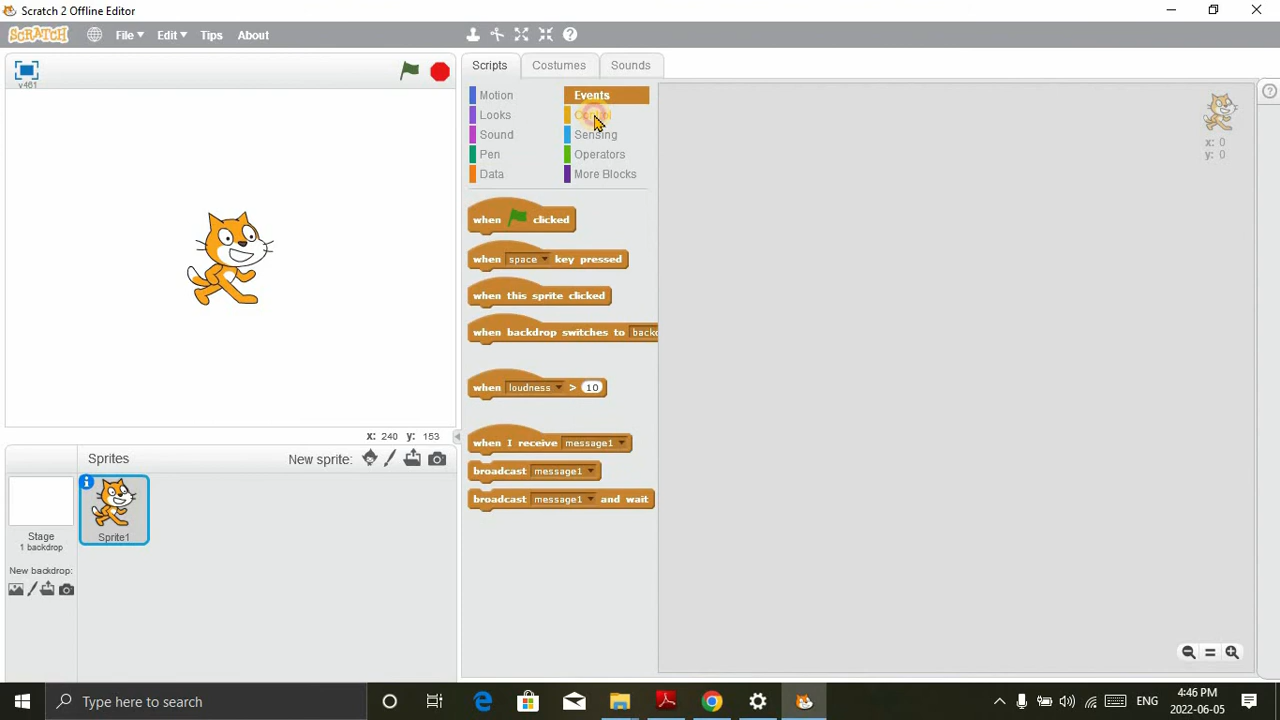 Scratch 2 Offline Editor
SCRATCH File Edit Tips About
v461
Scripts Costumes Sounds
Motion Events
Looks Control
Sound Sensing
Pen Operators
Data More Blocks
when clicked
when space key pressed
when this sprite clicked
when backdrop switches to backd
when loudness > 10
when I receive message1
broadcast message1
broadcast message1 and wait
x: 0
y: 0
x: 240 y: 153
Sprites New sprite:
Stage
1 backdrop
Sprite1
New backdrop:
Type here to search
ENG
4:46 PM
2022-06-05